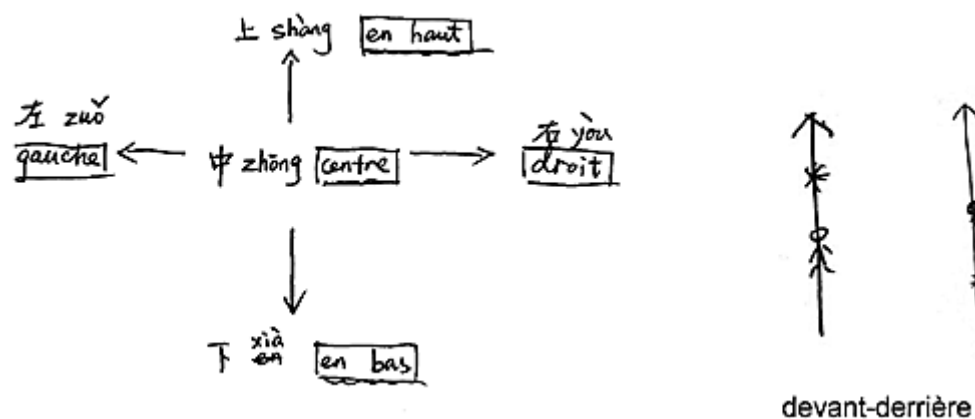 上 shàng en haut
左 zuǒ
gauche
中 zhōng centre
右 yòu
droit
下 xià en bas
devant-derrière